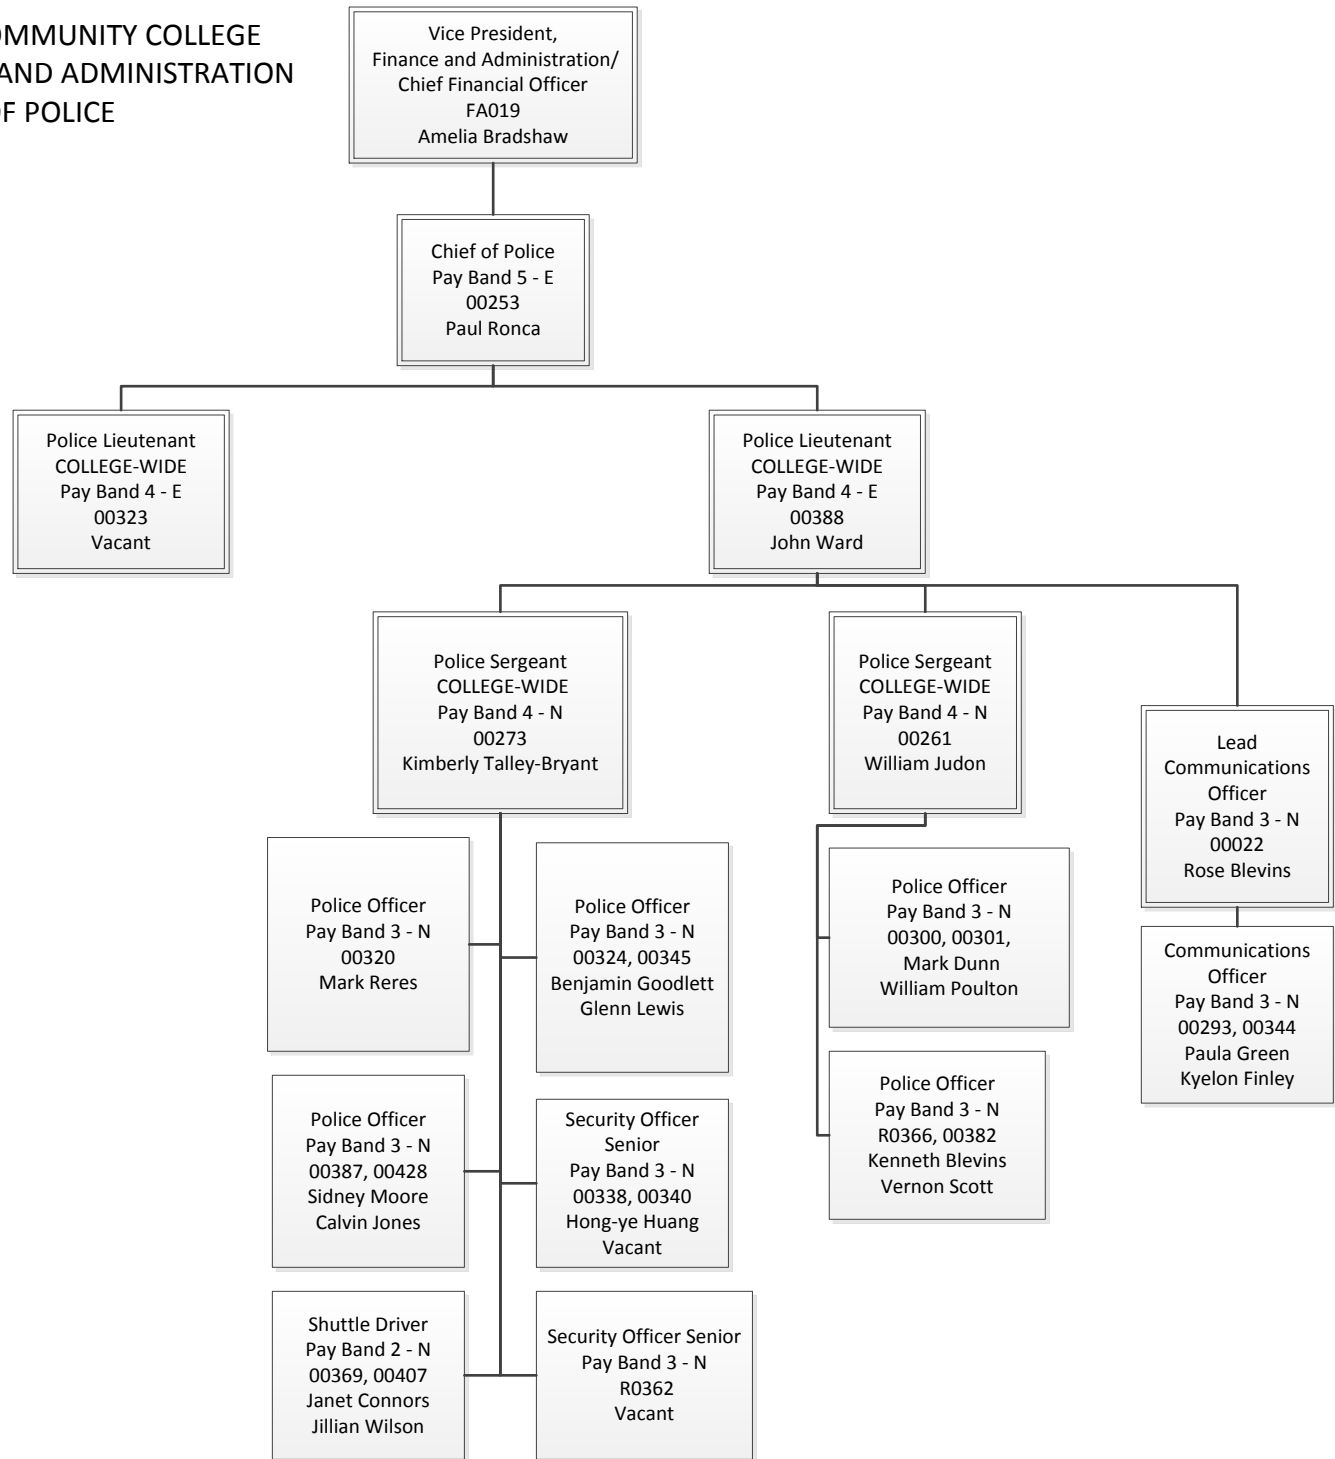 OMMUNITY COLLEGE
AND ADMINISTRATION
OF POLICE
Vice President,
Finance and Administration/
Chief Financial Officer
FA019
Amelia Bradshaw
Chief of Police
Pay Band 5 - E
00253
Paul Ronca
Police Lieutenant
COLLEGE-WIDE
Pay Band 4 - E
00323
Vacant
Police Lieutenant
COLLEGE-WIDE
Pay Band 4 - E
00388
John Ward
Police Sergeant
COLLEGE-WIDE
Pay Band 4 - N
00273
Kimberly Talley-Bryant
Police Sergeant
COLLEGE-WIDE
Pay Band 4 - N
00261
William Judon
Lead
Communications
Officer
Pay Band 3 - N
00022
Rose Blevins
Police Officer
Pay Band 3 - N
00320
Mark Reres
Police Officer
Pay Band 3 - N
00324, 00345
Benjamin Goodlett
Glenn Lewis
Police Officer
Pay Band 3 - N
00300, 00301,
Mark Dunn
William Poulton
Communications
Officer
Pay Band 3 - N
00293, 00344
Paula Green
Kyelon Finley
Police Officer
Pay Band 3 - N
00387, 00428
Sidney Moore
Calvin Jones
Security Officer
Senior
Pay Band 3 - N
00338, 00340
Hong-ye Huang
Vacant
Police Officer
Pay Band 3 - N
R0366, 00382
Kenneth Blevins
Vernon Scott
Shuttle Driver
Pay Band 2 - N
00369, 00407
Janet Connors
Jillian Wilson
Security Officer Senior
Pay Band 3 - N
R0362
Vacant